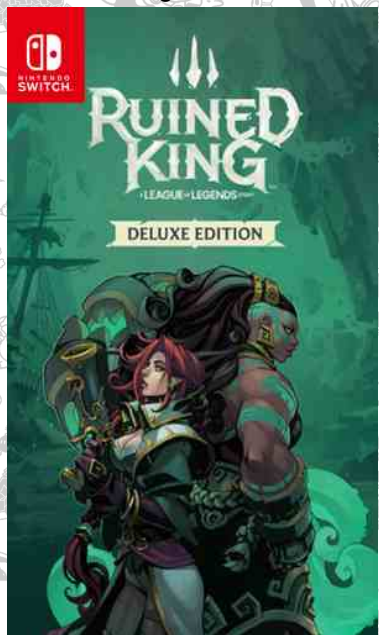 NINTENDO
SWITCH
RUINED
KING
A LEAGUE OF LEGENDS STORY
DELUXE EDITION